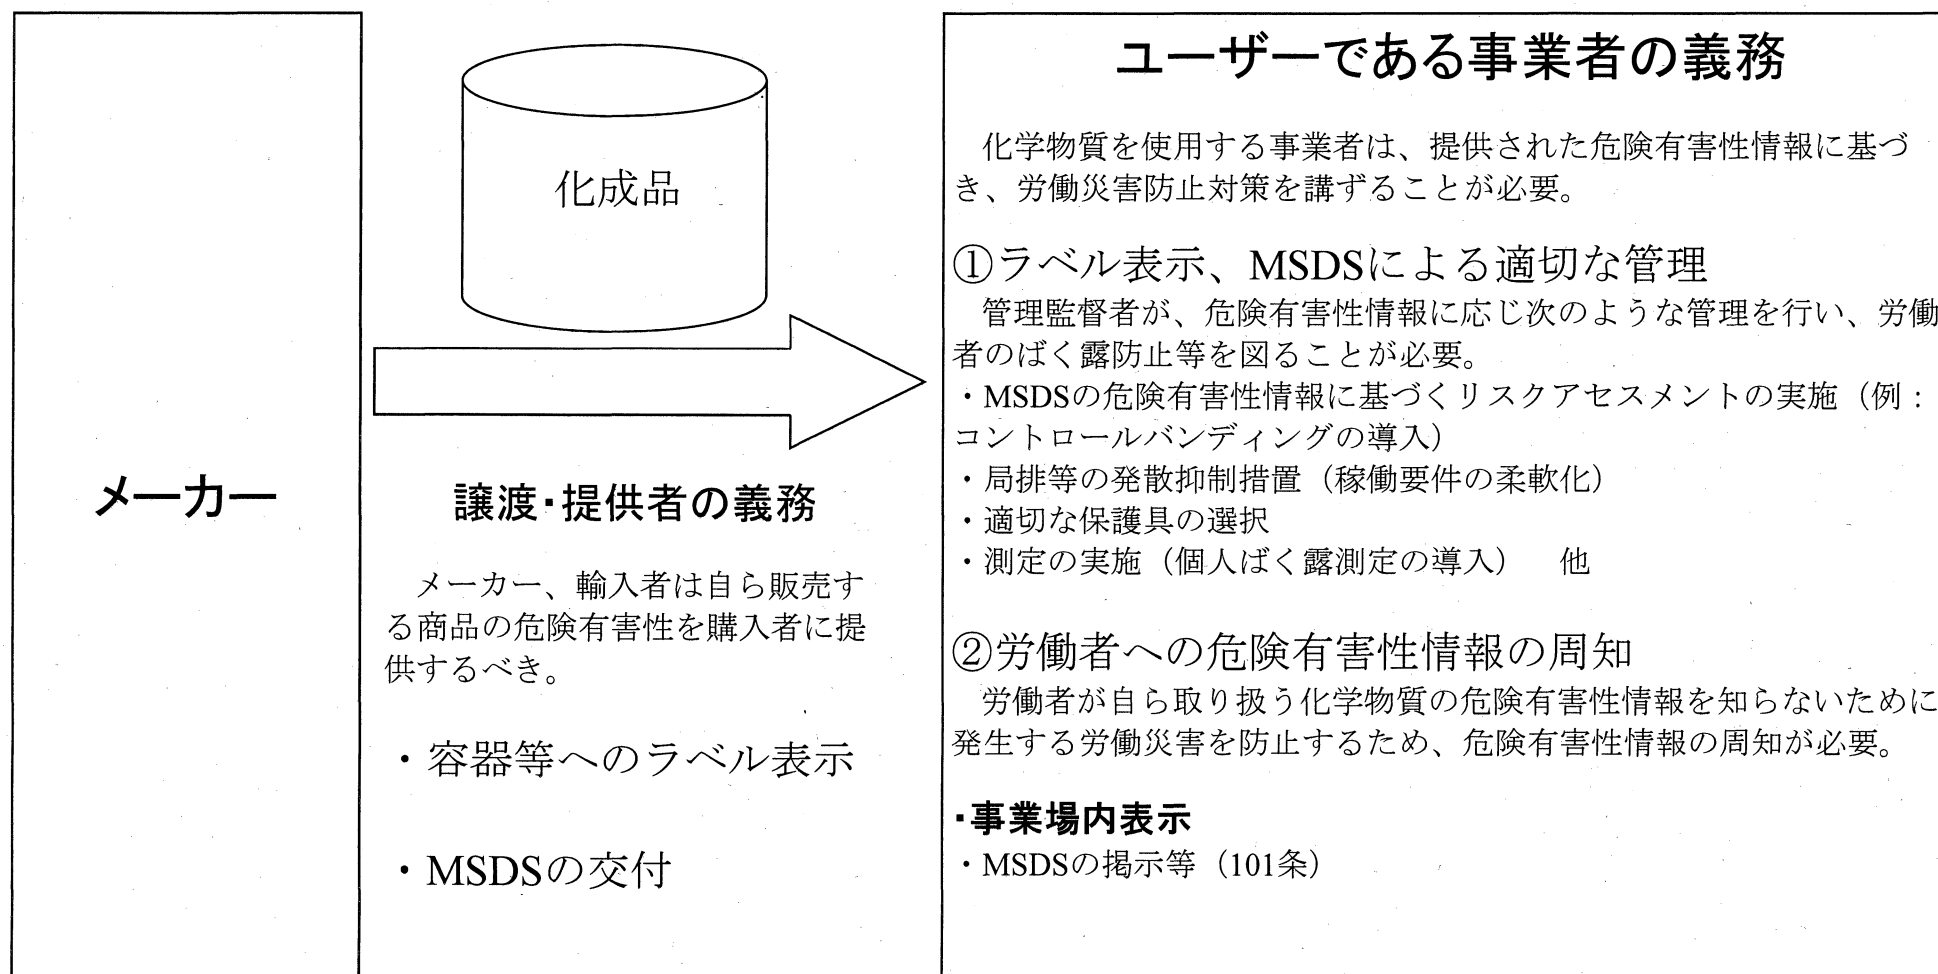 メーカー
化成品
譲渡・提供者の義務
メーカー、輸入者は自ら販売す
る商品の危険有害性を購入者に提
供するべき。
・容器等へのラベル表示
・MSDSの交付
ユーザーである事業者の義務
化学物質を使用する事業者は、提供された危険有害性情報に基づ
き、労働災害防止対策を講ずることが必要。
①ラベル表示、MSDSによる適切な管理
管理監督者が、危険有害性情報に応じ次のような管理を行い、労働
者のばく露防止等を図ることが必要。
・MSDSの危険有害性情報に基づくリスクアセスメントの実施（例：
コントロールバンディングの導入）
・局排等の発散抑制措置（稼働要件の柔軟化）
・適切な保護具の選択
・測定の実施（個人ばく露測定の導入）　他
②労働者への危険有害性情報の周知
労働者が自ら取り扱う化学物質の危険有害性情報を知らないために
発生する労働災害を防止するため、危険有害性情報の周知が必要。
・事業場内表示
・MSDSの掲示等（101条）